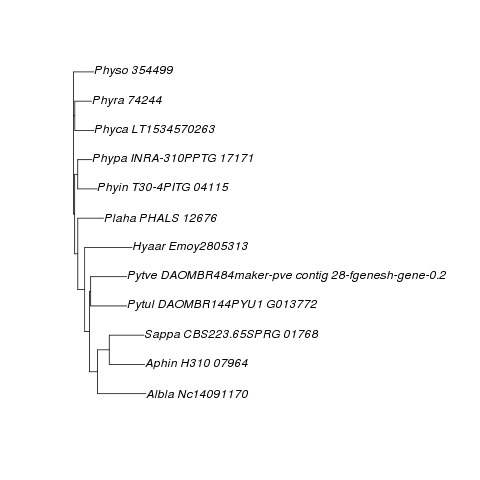 Physo 354499
Phyra 74244
Phyca LT1534570263
Phypa INRA-310PPTG 17171
Phyin T30-4PITG 04115
Plaha PHALS 12676
Hyaar Emoy2805313
Pytve DAOMBR484maker-pve contig 28-fgenesh-gene-0.2
Pytul DAOMBR144PYU1 G013772
Sappa CBS223.65SPRG 01768
Aphin H310 07964
Albla Nc14091170